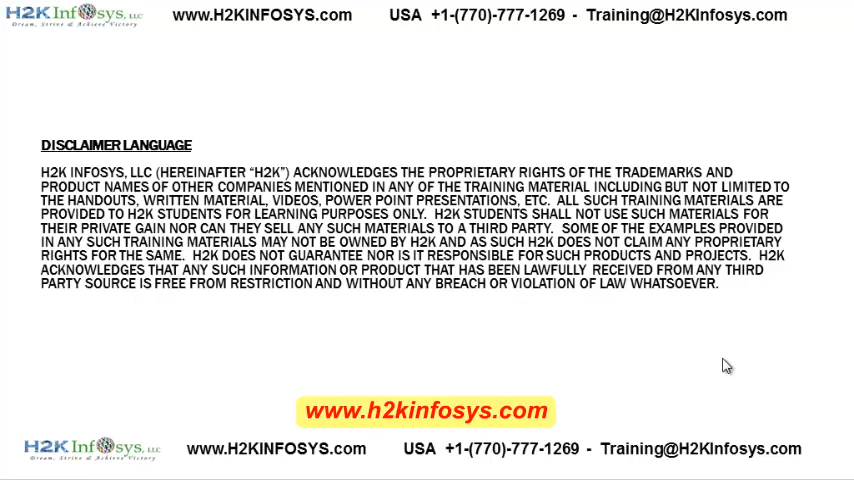 H2K Infosys, LLC www.H2KINFOSYS.com USA +1-(770)-777-1269 - Training@H2KInfosys.com
Dream, Strive & Achieve Victory
DISCLAIMER LANGUAGE
H2K INFOSYS, LLC (HEREINAFTER “H2K”) ACKNOWLEDGES THE PROPRIETARY RIGHTS OF THE TRADEMARKS AND
PRODUCT NAMES OF OTHER COMPANIES MENTIONED IN ANY OF THE TRAINING MATERIAL INCLUDING BUT NOT LIMITED TO
THE HANDOUTS, WRITTEN MATERIAL, VIDEOS, POWER POINT PRESENTATIONS, ETC. ALL SUCH TRAINING MATERIALS ARE
PROVIDED TO H2K STUDENTS FOR LEARNING PURPOSES ONLY. H2K STUDENTS SHALL NOT USE SUCH MATERIALS FOR
THEIR PRIVATE GAIN NOR CAN THEY SELL ANY SUCH MATERIALS TO A THIRD PARTY. SOME OF THE EXAMPLES PROVIDED
IN ANY SUCH TRAINING MATERIALS MAY NOT BE OWNED BY H2K AND AS SUCH H2K DOES NOT CLAIM ANY PROPRIETARY
RIGHTS FOR THE SAME. H2K DOES NOT GUARANTEE NOR IS IT RESPONSIBLE FOR SUCH PRODUCTS AND PROJECTS. H2K
ACKNOWLEDGES THAT ANY SUCH INFORMATION OR PRODUCT THAT HAS BEEN LAWFULLY RECEIVED FROM ANY THIRD
PARTY SOURCE IS FREE FROM RESTRICTION AND WITHOUT ANY BREACH OR VIOLATION OF LAW WHATSOEVER.
www.h2kinfosys.com
H2K Infosys, LLC www.H2KINFOSYS.com USA +1-(770)-777-1269 - Training@H2KInfosys.com
Dream, Strive & Achieve Victory